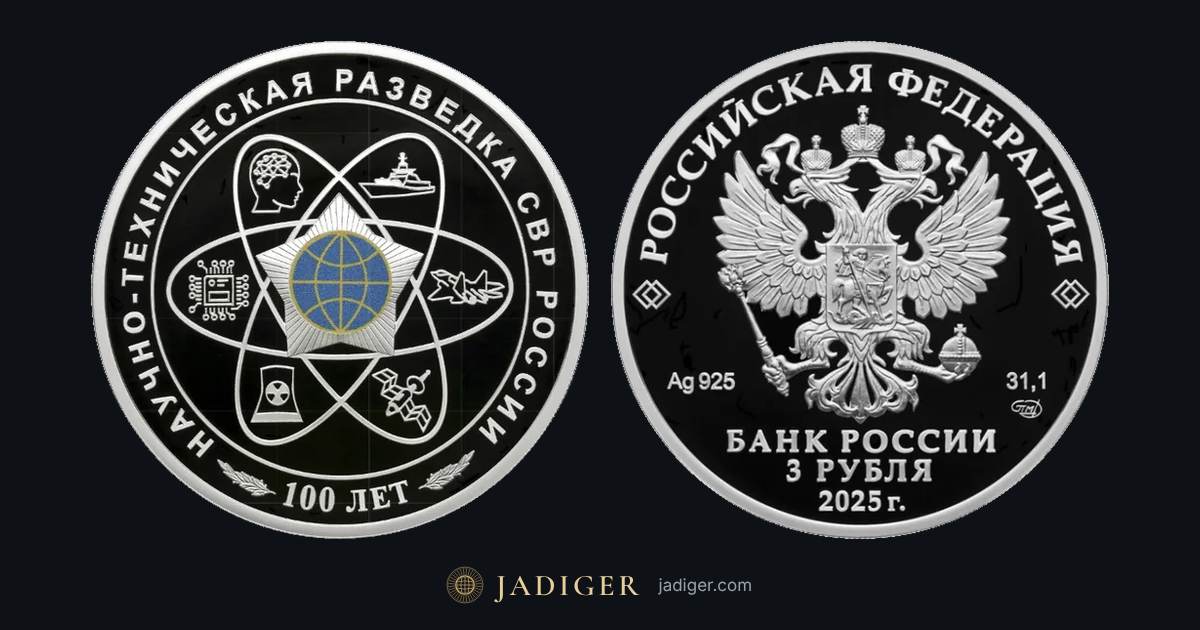 НАУЧНО-ТЕХНИЧЕСКАЯ РАЗВЕДКА СВР РОССИИ
100 ЛЕТ
РОССИЙСКАЯ ФЕДЕРАЦИЯ
Ag 925
31,1
БАНК РОССИИ
3 РУБЛЯ
2025 г.
JADIGER jadiger.com